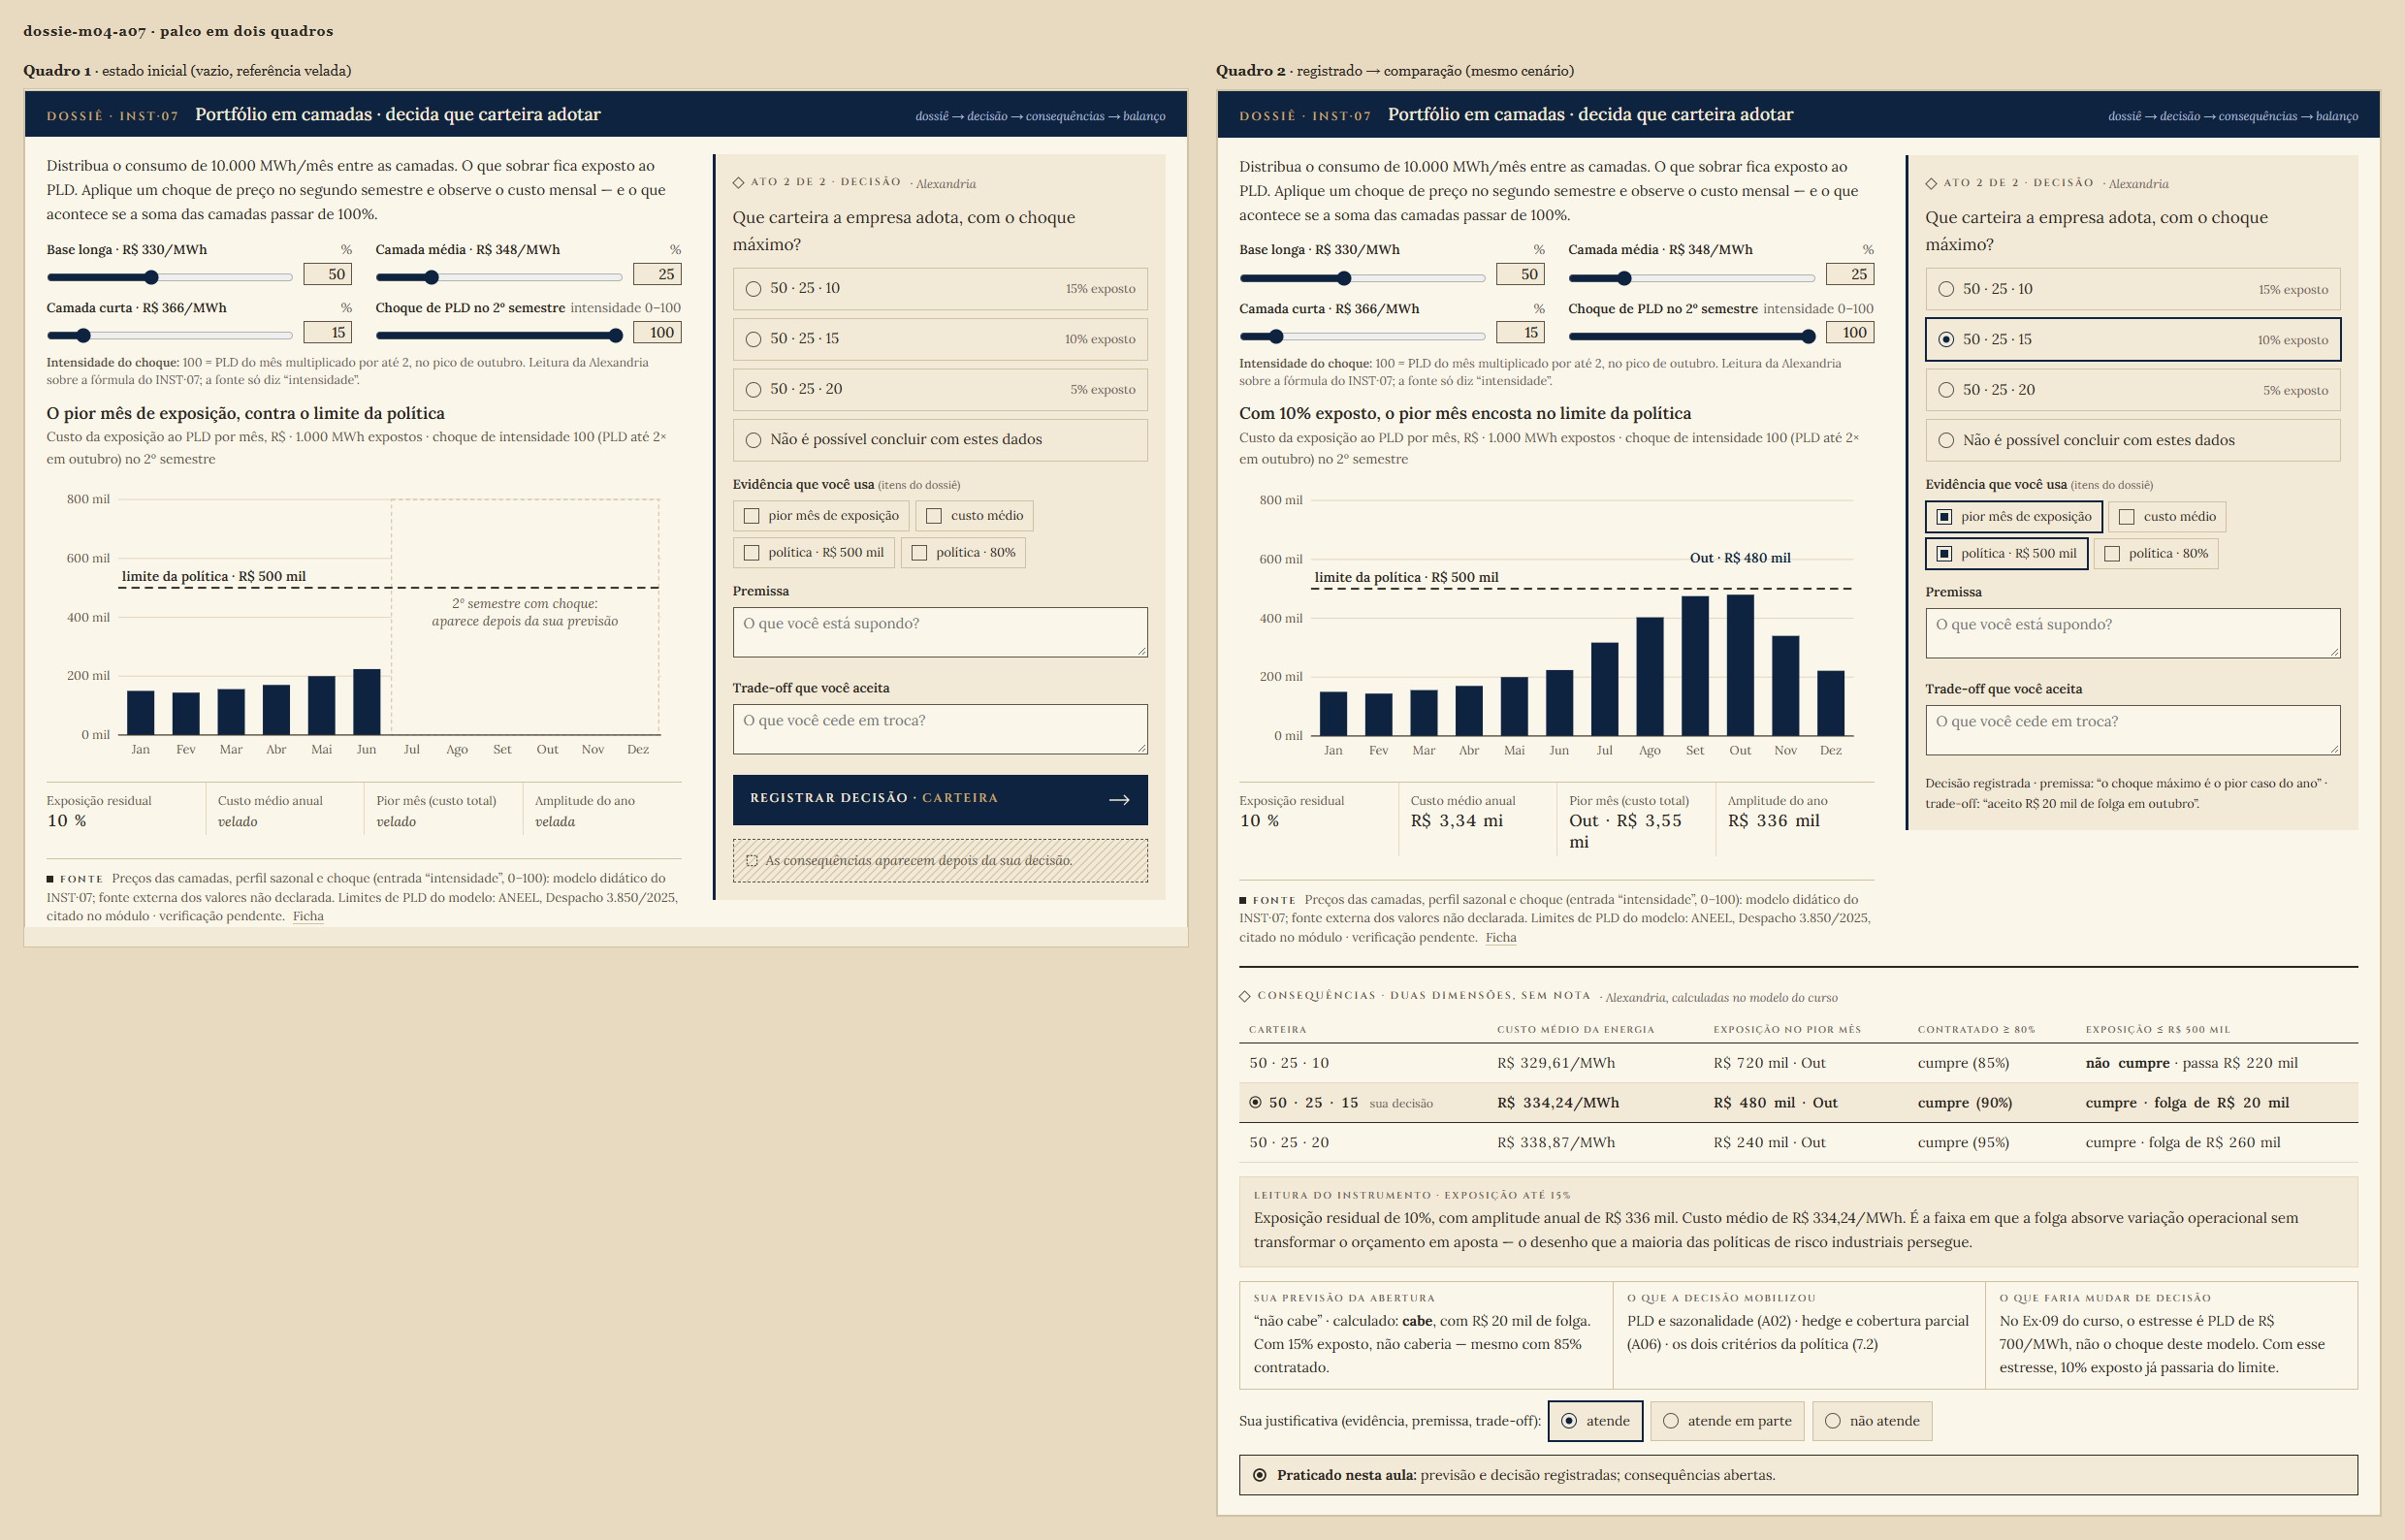 dossie-m04-a07 · palco em dois quadros
Quadro 1 · estado inicial (vazio, referência velada)
DOSSIÊ · INST·07 Portfólio em camadas · decida que carteira adotar dossiê → decisão → consequências → balanço
Distribua o consumo de 10.000 MWh/mês entre as camadas. O que sobrar fica exposto ao
PLD. Aplique um choque de preço no segundo semestre e observe o custo mensal — e o que
acontece se a soma das camadas passar de 100%.
Base longa · R$ 330/MWh %
50
Camada média · R$ 348/MWh %
25
Camada curta · R$ 366/MWh %
15
Choque de PLD no 2º semestre intensidade 0–100
100
Intensidade do choque: 100 = PLD do mês multiplicado por até 2, no pico de outubro. Leitura da Alexandria
sobre a fórmula do INST·07; a fonte só diz “intensidade”.
O pior mês de exposição, contra o limite da política
Custo da exposição ao PLD por mês, R$ · 1.000 MWh expostos · choque de intensidade 100 (PLD até 2×
em outubro) no 2º semestre
800 mil
600 mil
limite da política · R$ 500 mil
2º semestre com choque:
aparece depois da sua previsão
400 mil
200 mil
0 mil
Jan Fev Mar Abr Mai Jun Jul Ago Set Out Nov Dez
Exposição residual
10 %
Custo médio anual
velado
Pior mês (custo total)
velado
Amplitude do ano
velada
FONTE Preços das camadas, perfil sazonal e choque (entrada “intensidade”, 0–100): modelo didático do
INST·07; fonte externa dos valores não declarada. Limites de PLD do modelo: ANEEL, Despacho 3.850/2025,
citado no módulo · verificação pendente. Ficha
ATO 2 DE 2 · DECISÃO · Alexandria
Que carteira a empresa adota, com o choque
máximo?
50 · 25 · 10 15% exposto
50 · 25 · 15 10% exposto
50 · 25 · 20 5% exposto
Não é possível concluir com estes dados
Evidência que você usa (itens do dossiê)
pior mês de exposição custo médio
política · R$ 500 mil política · 80%
Premissa
O que você está supondo?
Trade-off que você aceita
O que você cede em troca?
REGISTRAR DECISÃO · CARTEIRA →
As consequências aparecem depois da sua decisão.
Quadro 2 · registrado → comparação (mesmo cenário)
DOSSIÊ · INST·07 Portfólio em camadas · decida que carteira adotar dossiê → decisão → consequências → balanço
Distribua o consumo de 10.000 MWh/mês entre as camadas. O que sobrar fica exposto ao
PLD. Aplique um choque de preço no segundo semestre e observe o custo mensal — e o que
acontece se a soma das camadas passar de 100%.
Base longa · R$ 330/MWh %
50
Camada média · R$ 348/MWh %
25
Camada curta · R$ 366/MWh %
15
Choque de PLD no 2º semestre intensidade 0–100
100
Intensidade do choque: 100 = PLD do mês multiplicado por até 2, no pico de outubro. Leitura da Alexandria
sobre a fórmula do INST·07; a fonte só diz “intensidade”.
Com 10% exposto, o pior mês encosta no limite da política
Custo da exposição ao PLD por mês, R$ · 1.000 MWh expostos · choque de intensidade 100 (PLD até 2×
em outubro) no 2º semestre
800 mil
600 mil
Out · R$ 480 mil
limite da política · R$ 500 mil
400 mil
200 mil
0 mil
Jan Fev Mar Abr Mai Jun Jul Ago Set Out Nov Dez
Exposição residual
10 %
Custo médio anual
R$ 3,34 mi
Pior mês (custo total)
Out · R$ 3,55
mi
Amplitude do ano
R$ 336 mil
FONTE Preços das camadas, perfil sazonal e choque (entrada “intensidade”, 0–100): modelo didático do
INST·07; fonte externa dos valores não declarada. Limites de PLD do modelo: ANEEL, Despacho 3.850/2025,
citado no módulo · verificação pendente. Ficha
ATO 2 DE 2 · DECISÃO · Alexandria
Que carteira a empresa adota, com o choque
máximo?
50 · 25 · 10 15% exposto
50 · 25 · 15 10% exposto
50 · 25 · 20 5% exposto
Não é possível concluir com estes dados
Evidência que você usa (itens do dossiê)
pior mês de exposição custo médio
política · R$ 500 mil política · 80%
Premissa
O que você está supondo?
Trade-off que você aceita
O que você cede em troca?
Decisão registrada · premissa: “o choque máximo é o pior caso do ano” ·
trade-off: “aceito R$ 20 mil de folga em outubro”.
CONSEQUÊNCIAS · DUAS DIMENSÕES, SEM NOTA · Alexandria, calculadas no modelo do curso
CARTEIRA CUSTO MÉDIO DA ENERGIA EXPOSIÇÃO NO PIOR MÊS CONTRATADO ≥ 80% EXPOSIÇÃO ≤ R$ 500 MIL
50 · 25 · 10 R$ 329,61/MWh R$ 720 mil · Out cumpre (85%) não cumpre · passa R$ 220 mil
50 · 25 · 15 sua decisão R$ 334,24/MWh R$ 480 mil · Out cumpre (90%) cumpre · folga de R$ 20 mil
50 · 25 · 20 R$ 338,87/MWh R$ 240 mil · Out cumpre (95%) cumpre · folga de R$ 260 mil
LEITURA DO INSTRUMENTO · EXPOSIÇÃO ATÉ 15%
Exposição residual de 10%, com amplitude anual de R$ 336 mil. Custo médio de R$ 334,24/MWh. É a faixa em que a folga absorve variação operacional sem
transformar o orçamento em aposta — o desenho que a maioria das políticas de risco industriais persegue.
SUA PREVISÃO DA ABERTURA
“não cabe” · calculado: cabe, com R$ 20 mil de folga.
Com 15% exposto, não caberia — mesmo com 85%
contratado.
O QUE A DECISÃO MOBILIZOU
PLD e sazonalidade (A02) · hedge e cobertura parcial
(A06) · os dois critérios da política (7.2)
O QUE FARIA MUDAR DE DECISÃO
No Ex·09 do curso, o estresse é PLD de R$
700/MWh, não o choque deste modelo. Com esse
estresse, 10% exposto já passaria do limite.
Sua justificativa (evidência, premissa, trade-off): atende atende em parte não atende
Praticado nesta aula: previsão e decisão registradas; consequências abertas.